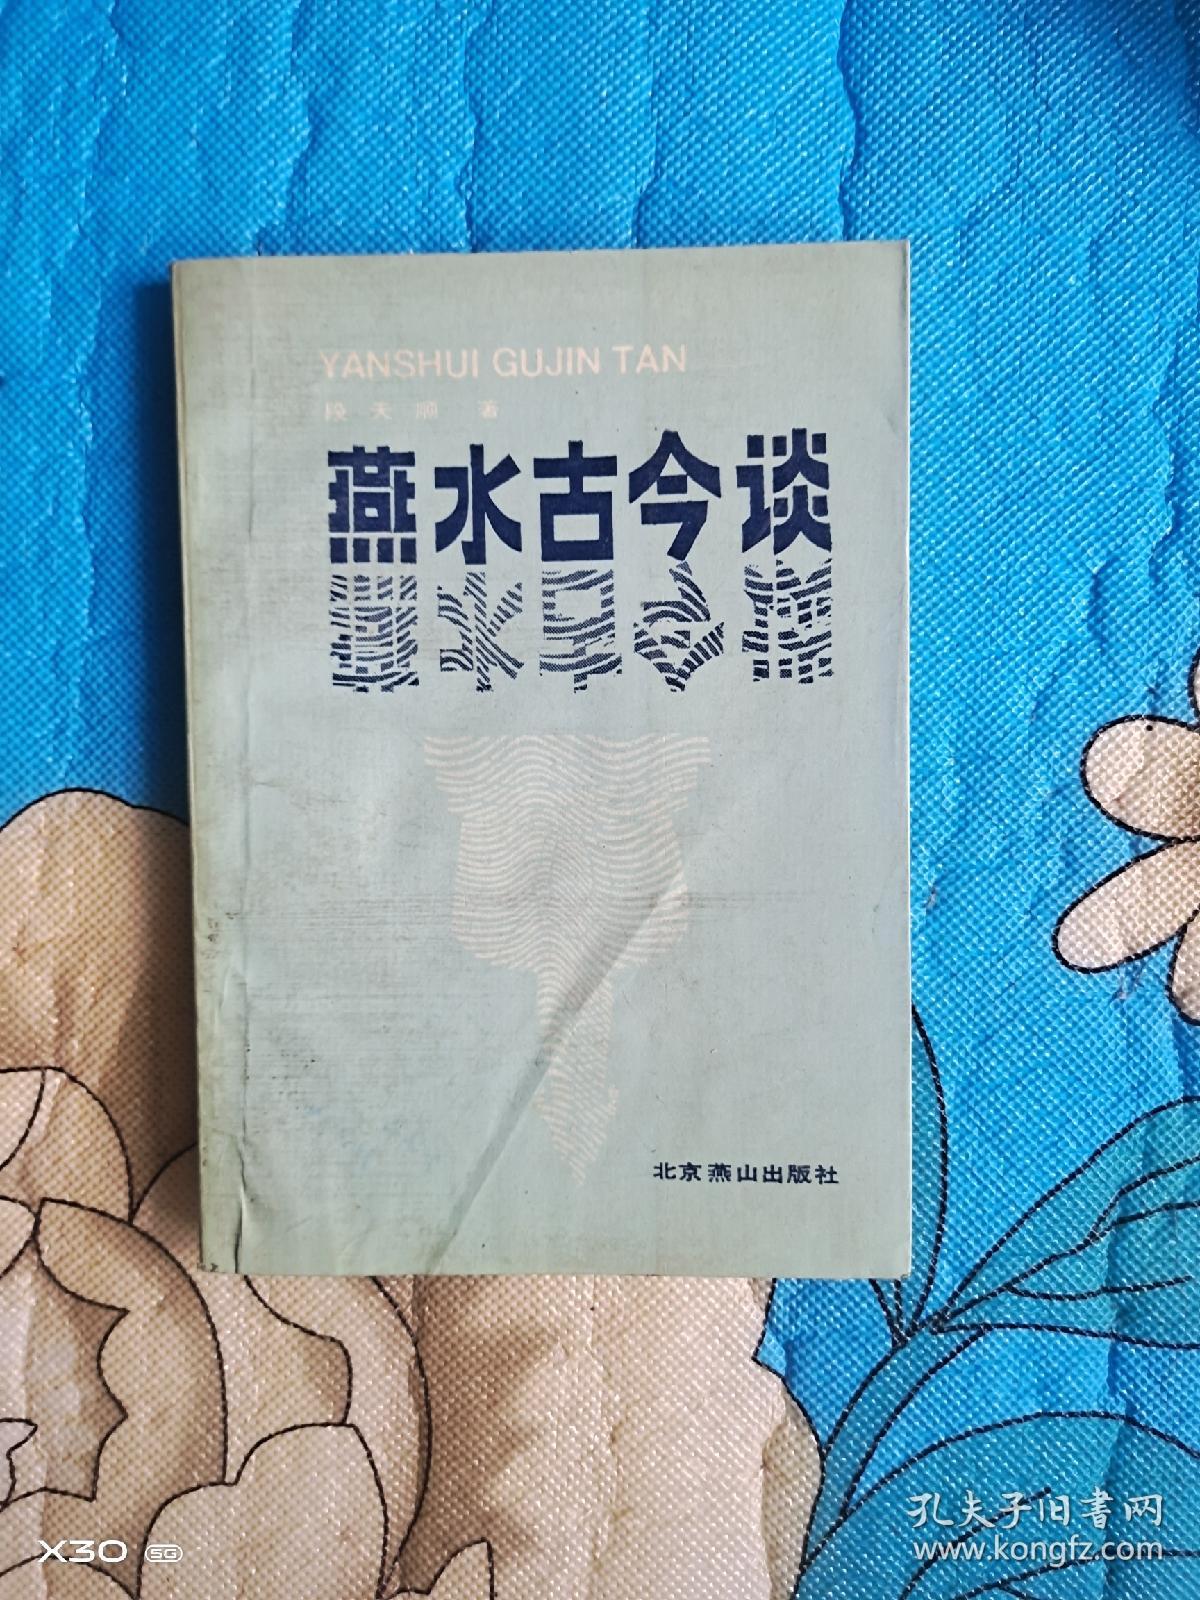 YANSHUI GUJIN TAN
段天顺 著
燕水古今谈
北京燕山出版社
X30 5G
孔夫子旧書网
www.kongfz.com